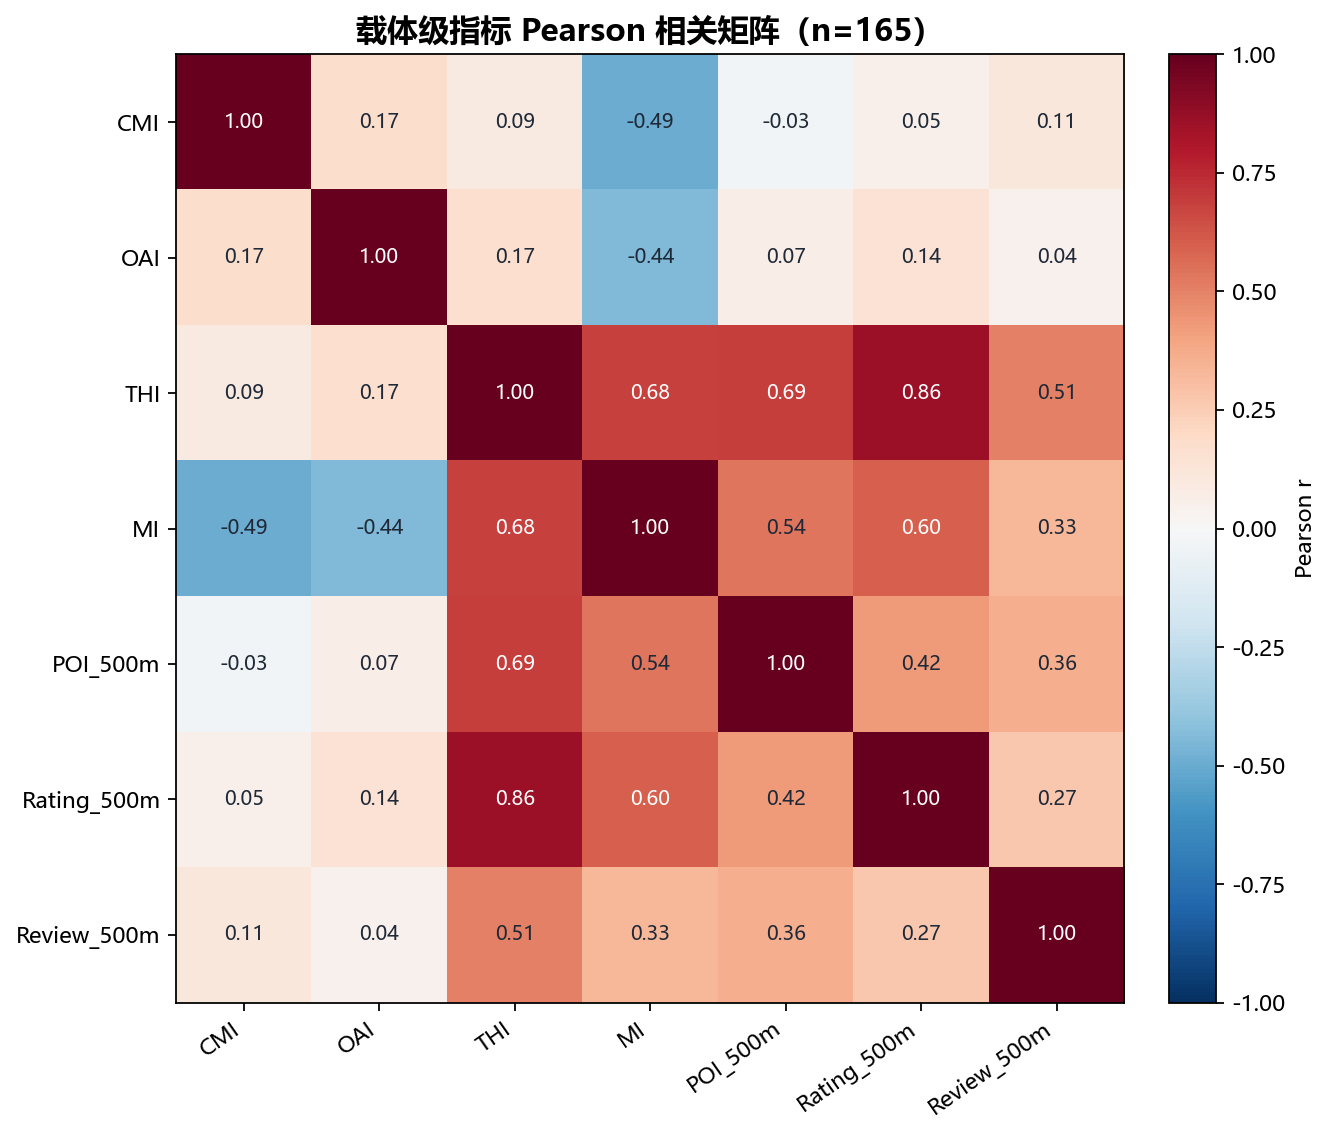 载体级指标 Pearson 相关矩阵（n=165）
CMI 1.00 0.17 0.09 -0.49 -0.03 0.05 0.11
OAI 0.17 1.00 0.17 -0.44 0.07 0.14 0.04
THI 0.09 0.17 1.00 0.68 0.69 0.86 0.51
MI -0.49 -0.44 0.68 1.00 0.54 0.60 0.33
POI_500m -0.03 0.07 0.69 0.54 1.00 0.42 0.36
Rating_500m 0.05 0.14 0.86 0.60 0.42 1.00 0.27
Review_500m 0.11 0.04 0.51 0.33 0.36 0.27 1.00
CMI OAI THI MI POI_500m Rating_500m Review_500m
1.00
0.75
0.50
0.25
0.00
-0.25
-0.50
-0.75
-1.00
Pearson r